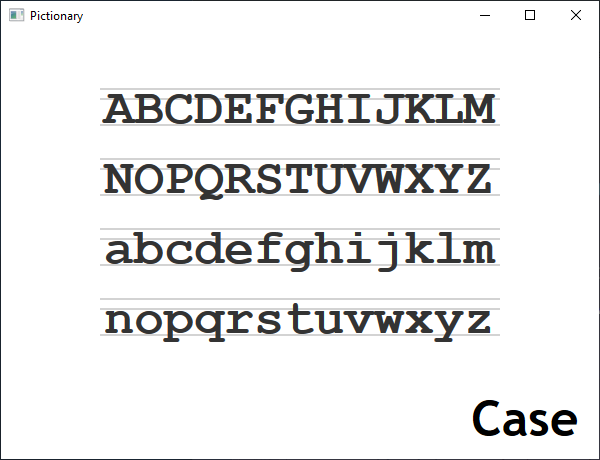 Pictionary
ABCDEFGHIJKLM
NOPQRSTUVWXYZ
abcdefghijklm
nopqrstuvwxyz
Case